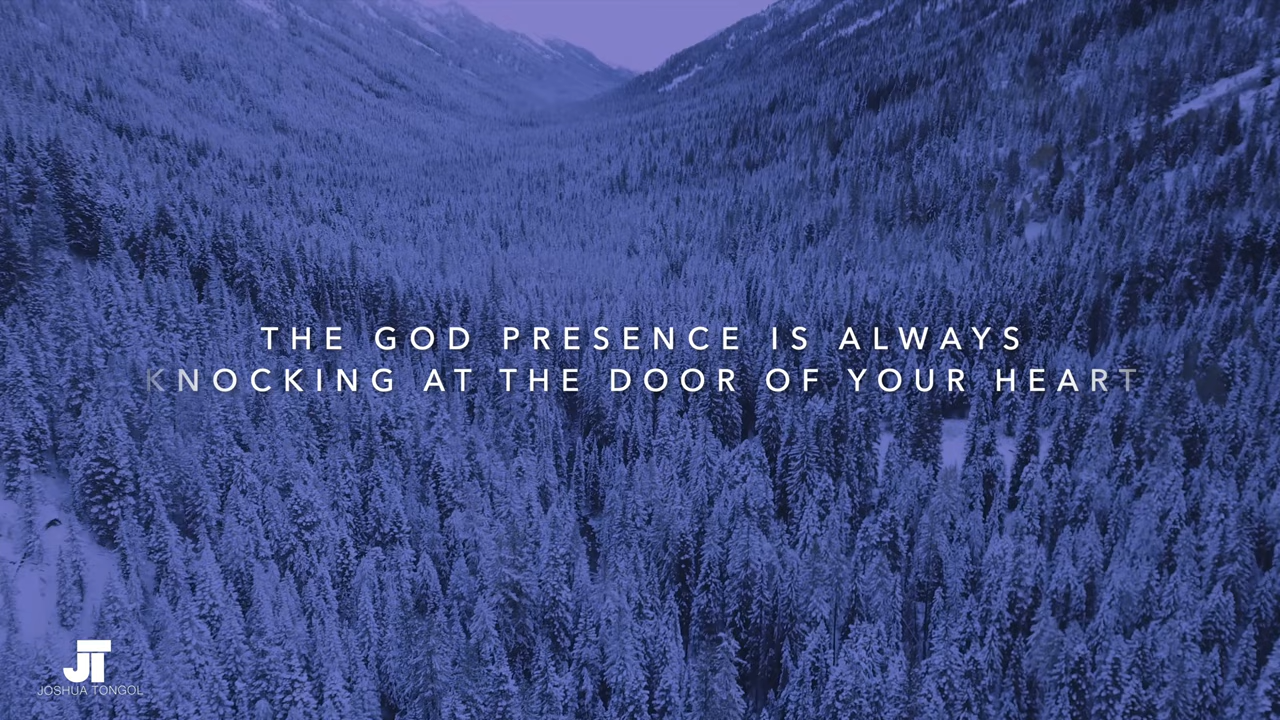 THE GOD PRESENCE IS ALWAYS
KNOCKING AT THE DOOR OF YOUR HEART
JT
JOSHUA TONGOL